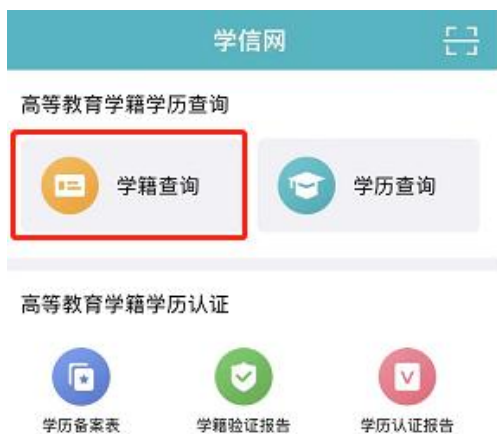 学信网
高等教育学籍学历查询
学籍查询 学历查询
高等教育学籍学历认证
学历备案表 学籍验证报告 学历认证报告